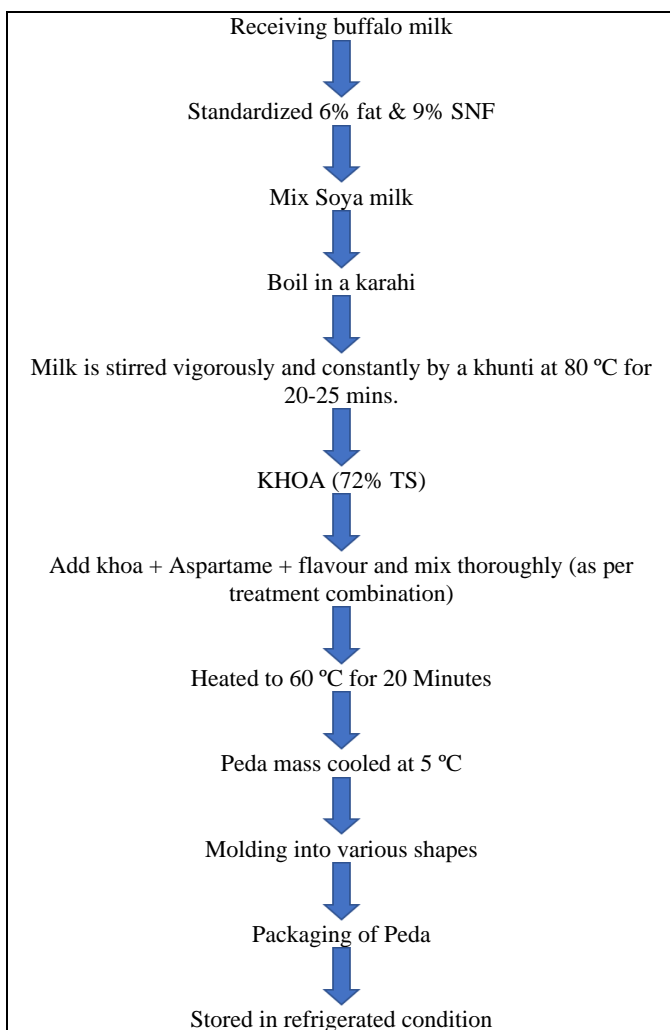 Receiving buffalo milk
Standardized 6% fat & 9% SNF
Mix Soya milk
Boil in a karahi
Milk is stirred vigorously and constantly by a khunti at 80 ºC for
20-25 mins.
KHOA (72% TS)
Add khoa + Aspartame + flavour and mix thoroughly (as per
treatment combination)
Heated to 60 ºC for 20 Minutes
Peda mass cooled at 5 ºC
Molding into various shapes
Packaging of Peda
Stored in refrigerated condition